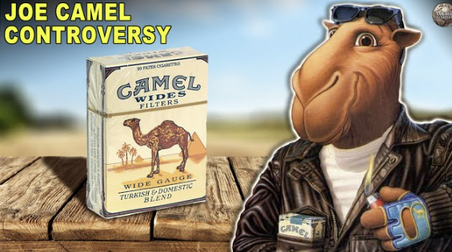 JOE CAMEL
CONTROVERSY
CAMEL
WIDES
FILTERS
WIDE GAUGE
TURKISH & DOMESTIC
BLEND
CAMEL